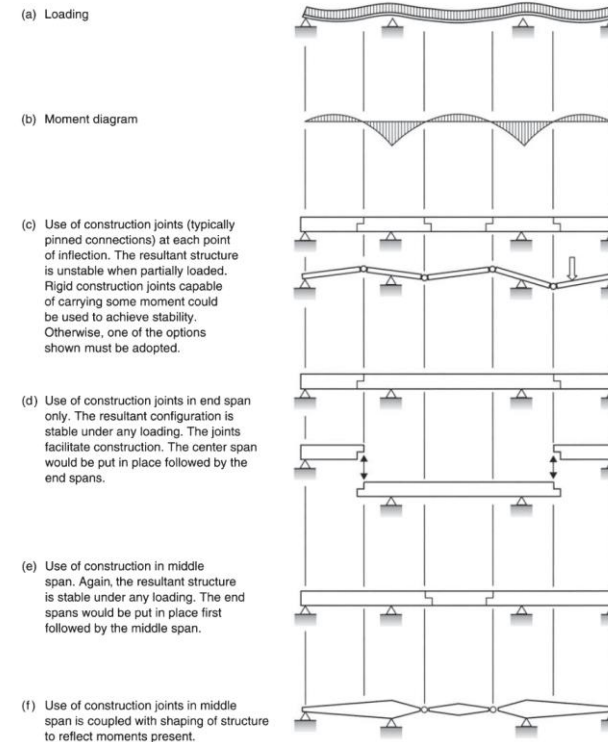 (a) Loading
(b) Moment diagram
(c) Use of construction joints (typically
pinned connections) at each point
of inflection. The resultant structure
is unstable when partially loaded.
Rigid construction joints capable
of carrying some moment could
be used to achieve stability.
Otherwise, one of the options
shown must be adopted.
(d) Use of construction joints in end span
only. The resultant configuration is
stable under any loading. The joints
facilitate construction. The center span
would be put in place followed by the
end spans.
(e) Use of construction in middle
span. Again, the resultant structure
is stable under any loading. The end
spans would be put in place first
followed by the middle span.
(f) Use of construction joints in middle
span is coupled with shaping of structure
to reflect moments present.